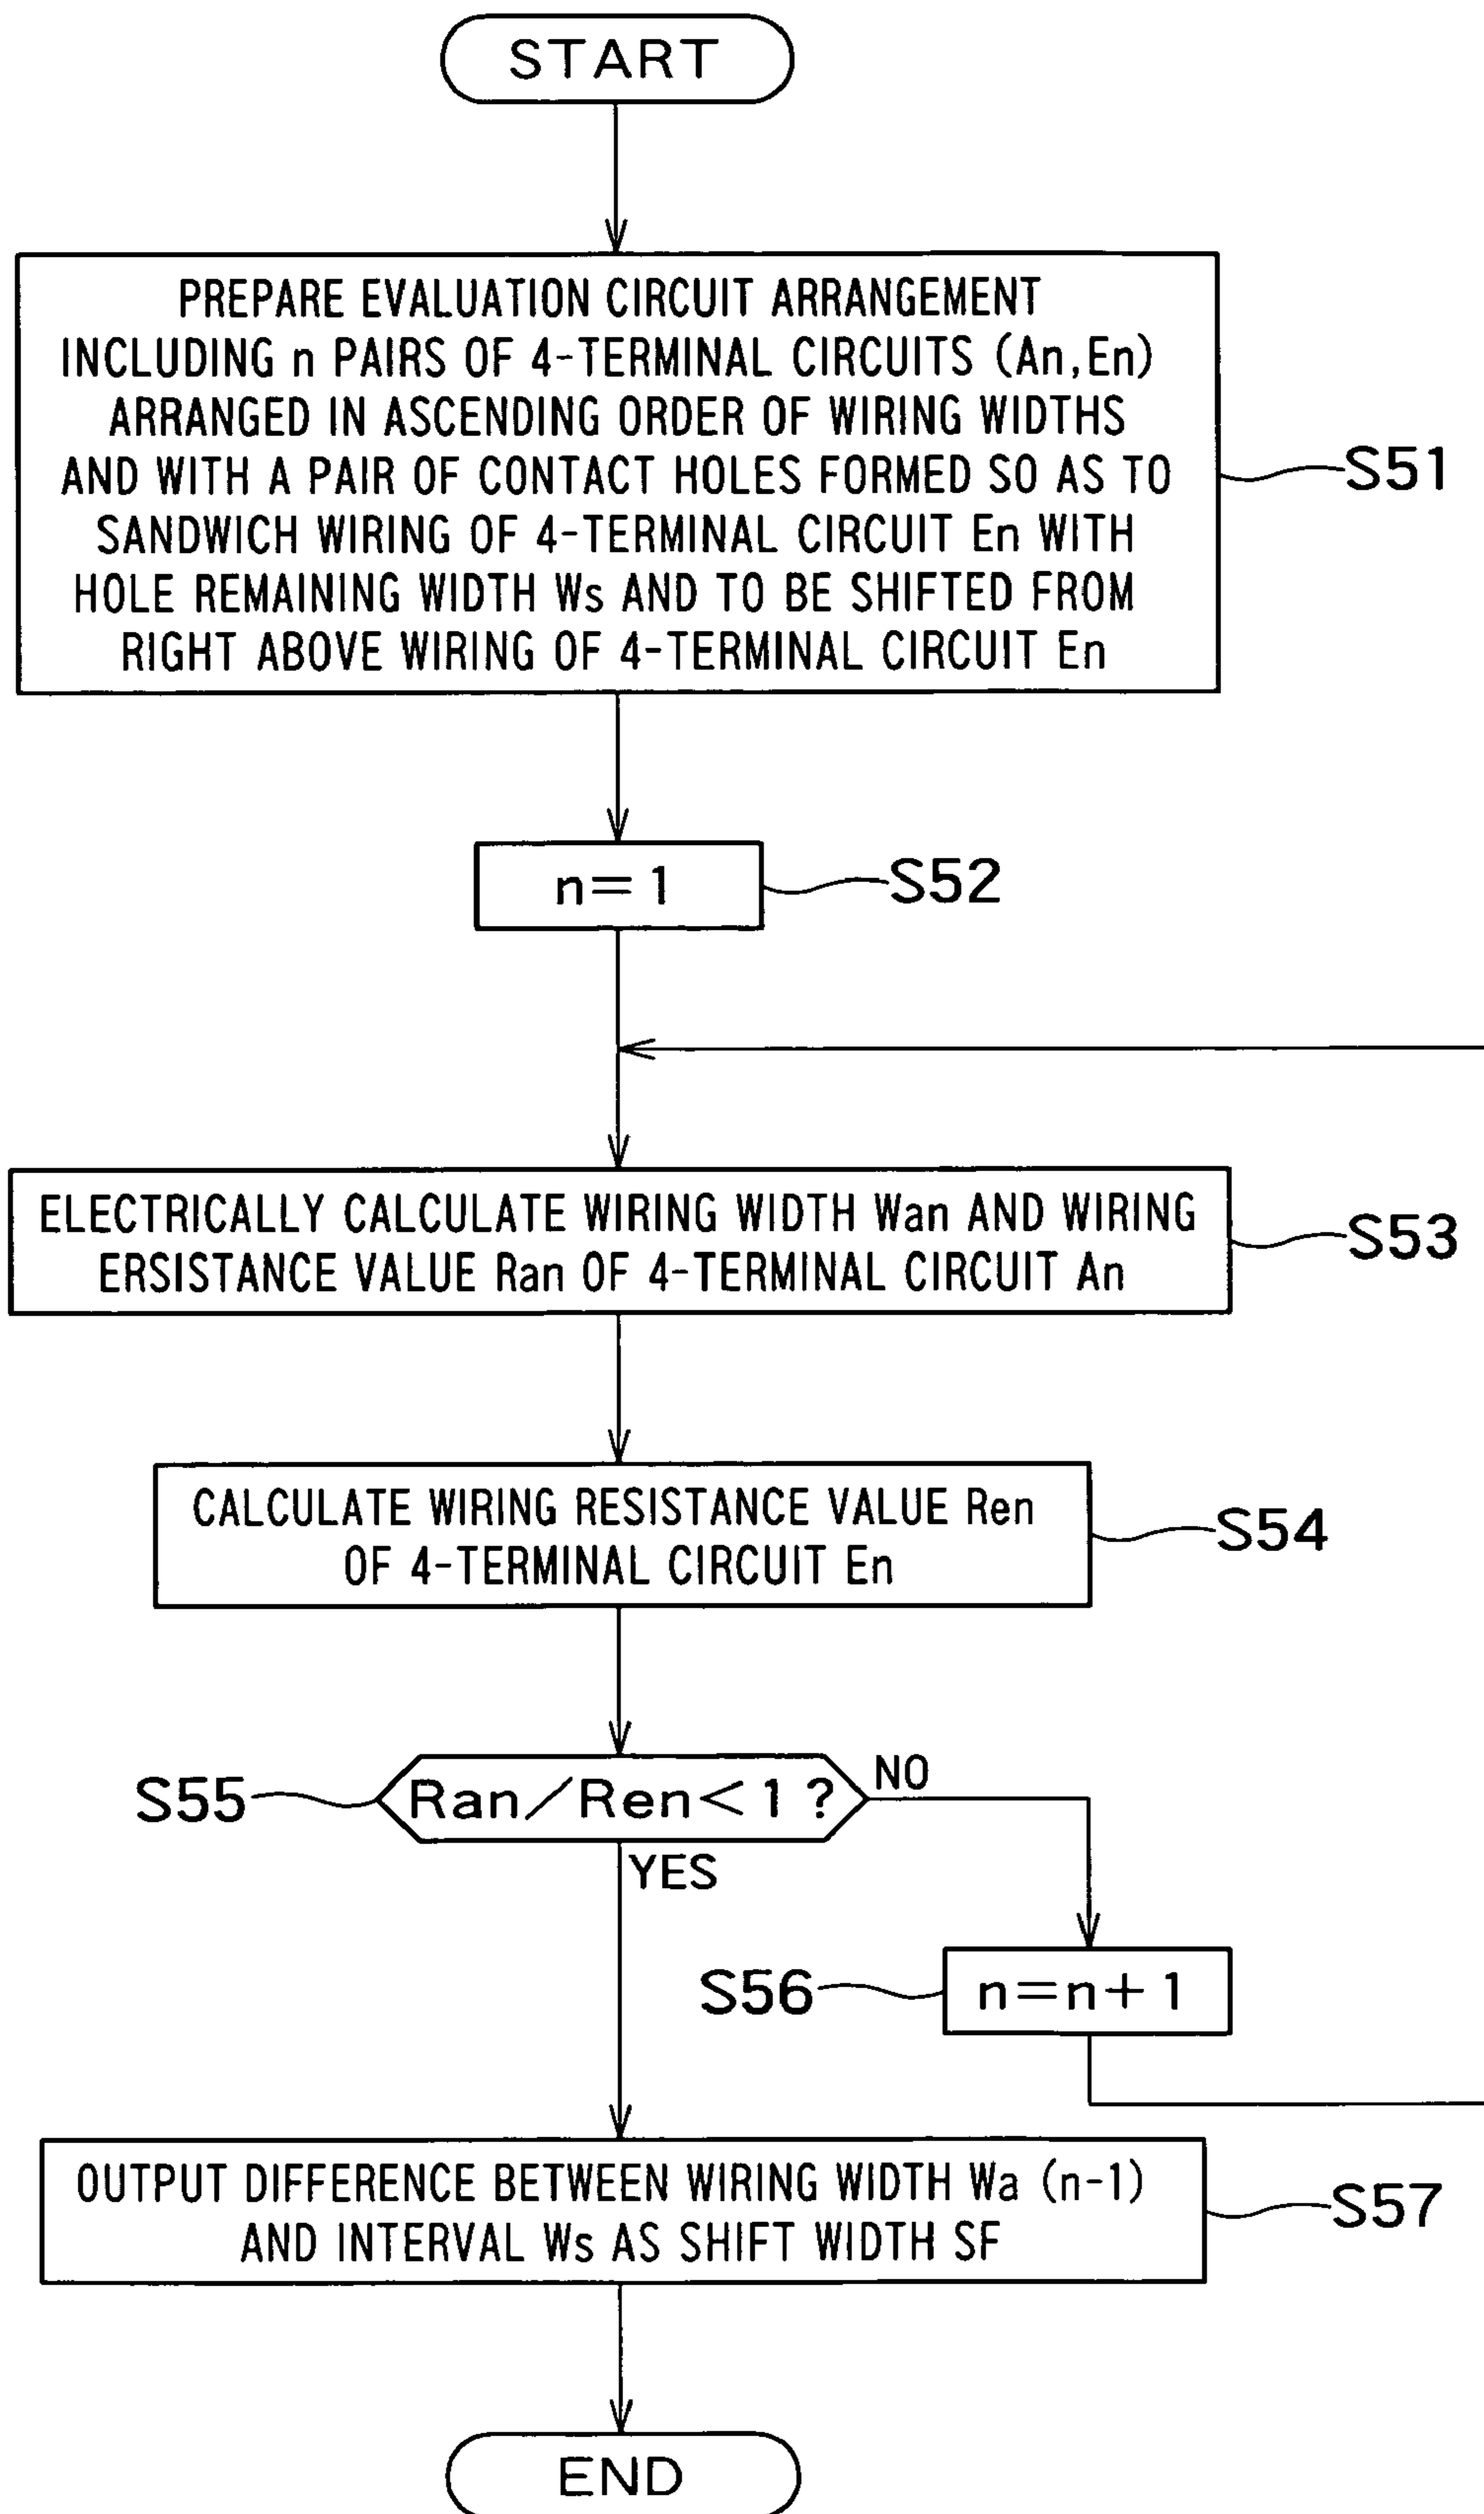 START
PREPARE EVALUATION CIRCUIT ARRANGEMENT
INCLUDING n PAIRS OF 4-TERMINAL CIRCUITS (An, En)
ARRANGED IN ASCENDING ORDER OF WIRING WIDTHS
AND WITH A PAIR OF CONTACT HOLES FORMED SO AS TO
SANDWICH WIRING OF 4-TERMINAL CIRCUIT En WITH
HOLE REMAINING WIDTH Ws AND TO BE SHIFTED FROM
RIGHT ABOVE WIRING OF 4-TERMINAL CIRCUIT En
S51
n=1
S52
ELECTRICALLY CALCULATE WIRING WIDTH Wan AND WIRING
ERSISTANCE VALUE Ran OF 4-TERMINAL CIRCUIT An
S53
CALCULATE WIRING RESISTANCE VALUE Ren
OF 4-TERMINAL CIRCUIT En
S54
S55
Ran/Ren<1?
NO
YES
S56
n=n+1
OUTPUT DIFFERENCE BETWEEN WIRING WIDTH Wa (n-1)
AND INTERVAL Ws AS SHIFT WIDTH SF
S57
END